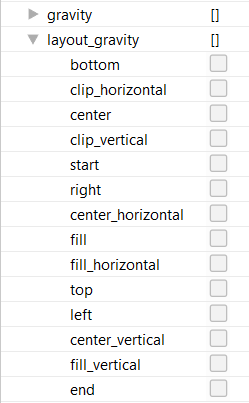 gravity []
layout_gravity []
bottom
clip_horizontal
center
clip_vertical
start
right
center_horizontal
fill
fill_horizontal
top
left
center_vertical
fill_vertical
end